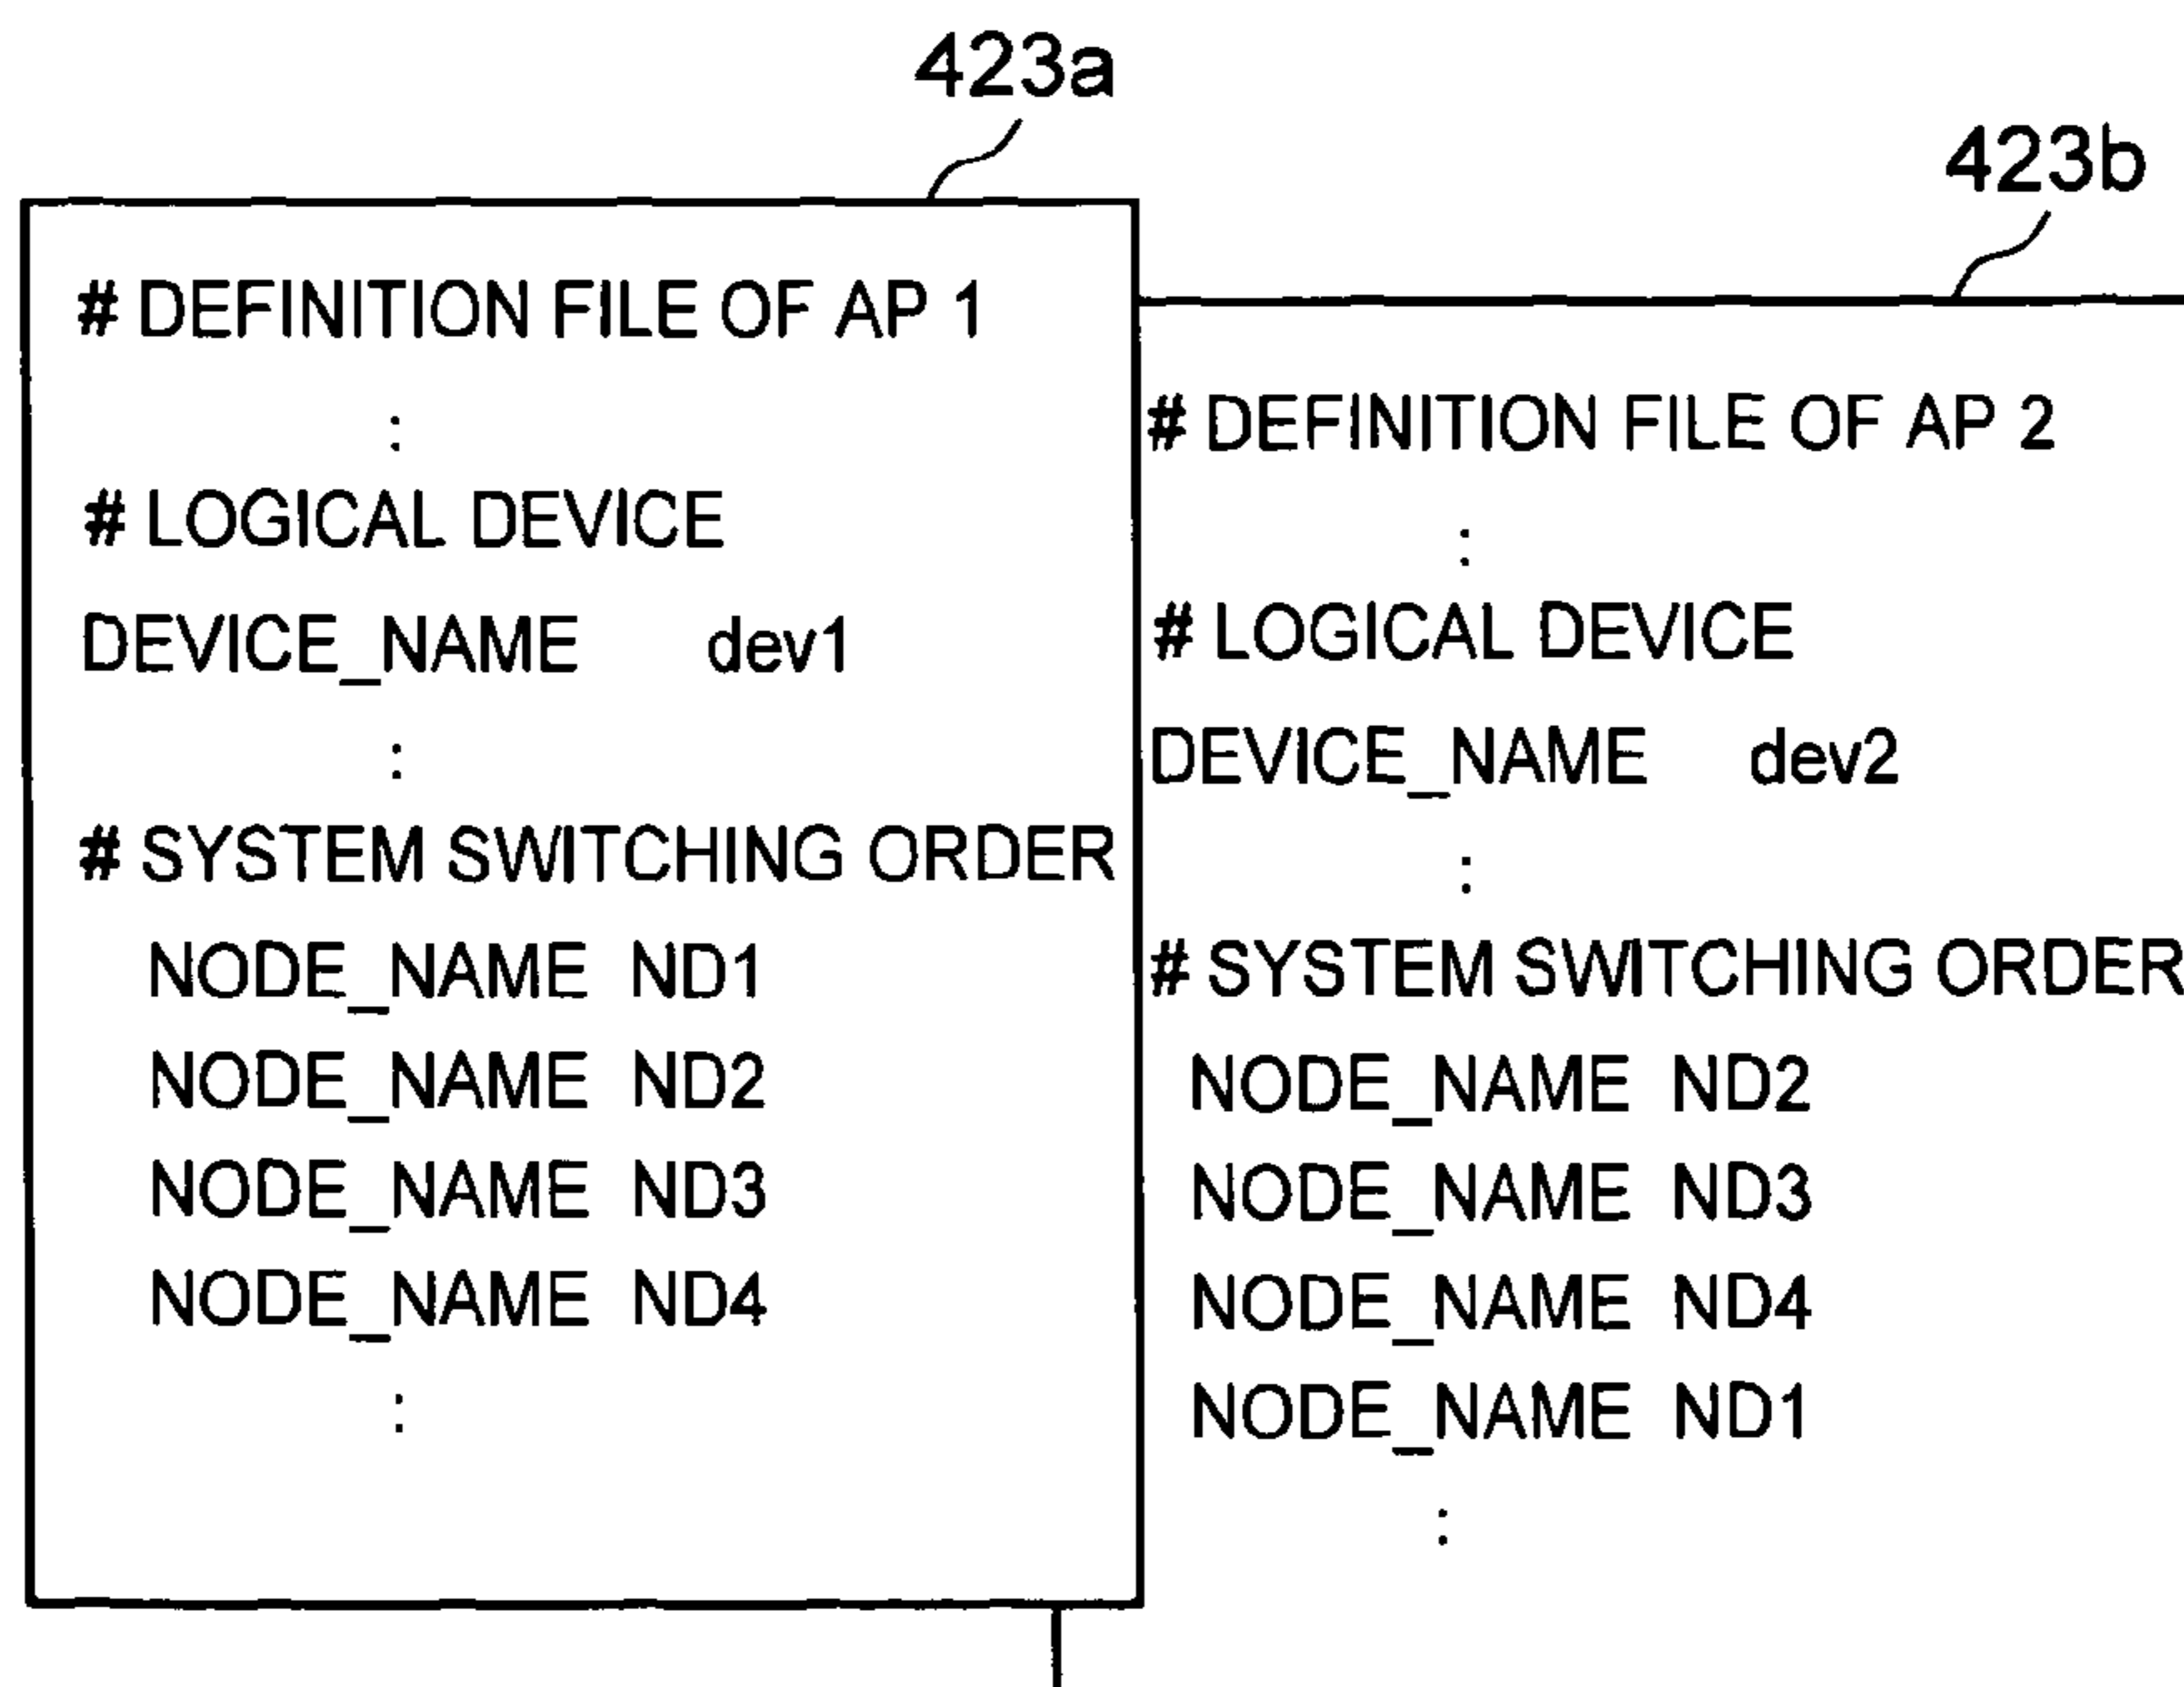 423a
# DEFINITION FILE OF AP 1
:
# LOGICAL DEVICE
DEVICE_NAME dev1
:
# SYSTEM SWITCHING ORDER
NODE_NAME ND1
NODE_NAME ND2
NODE_NAME ND3
NODE_NAME ND4
:
423b
# DEFINITION FILE OF AP 2
:
# LOGICAL DEVICE
DEVICE_NAME dev2
:
# SYSTEM SWITCHING ORDER
NODE_NAME ND2
NODE_NAME ND3
NODE_NAME ND4
NODE_NAME ND1
: